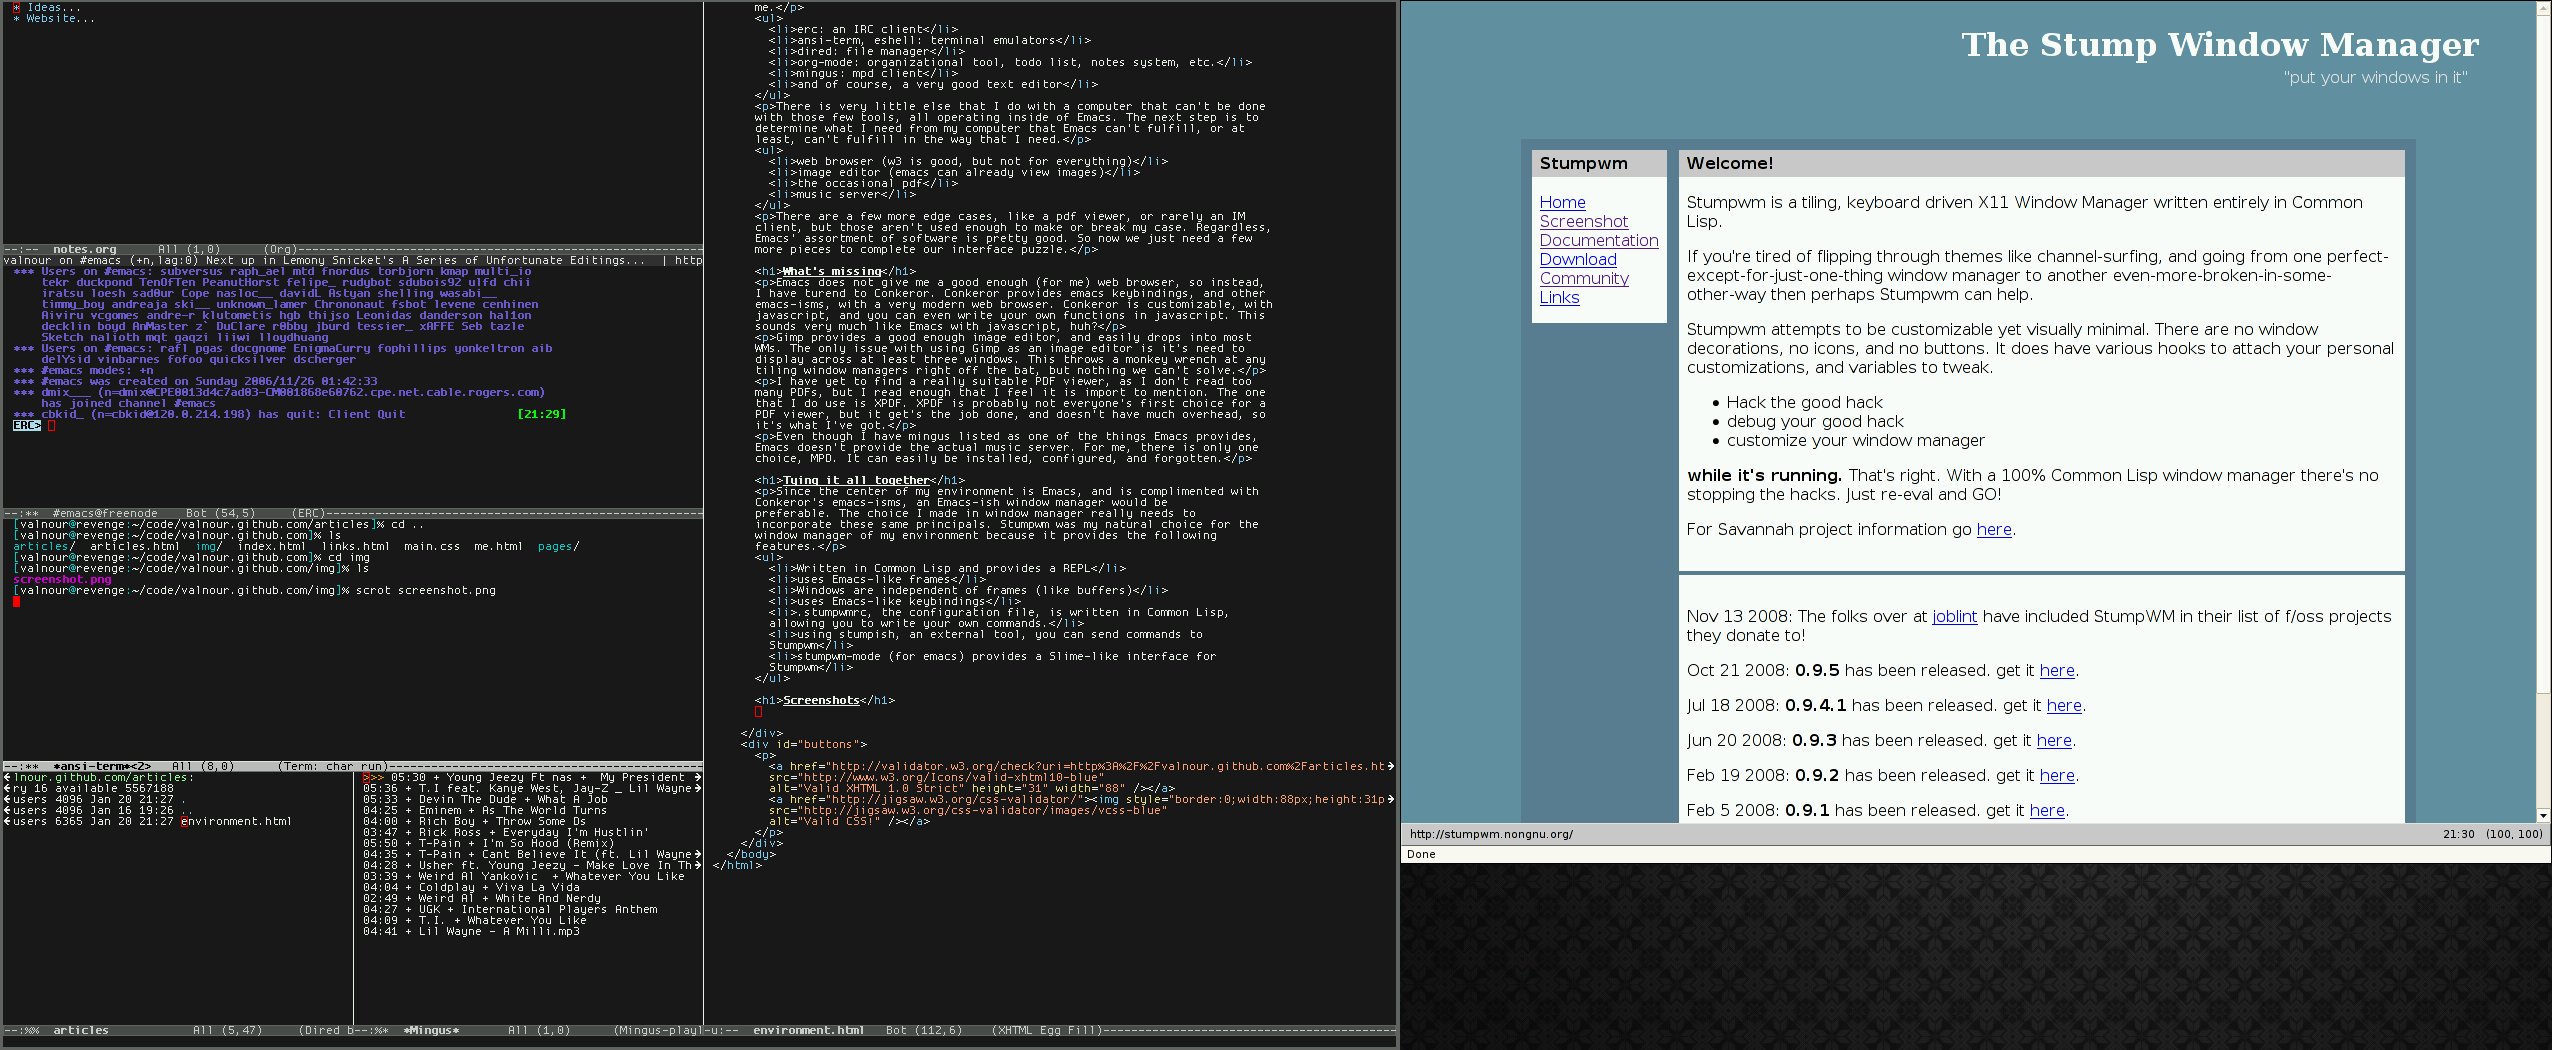 * Ideas...
* Website...
--:--  notes.org      All (1,0)      (Org)
valnour on #emacs (+n,lag:0) Next up in Lemony Snicket's A Series of Unfortunate Editings...  | http
*** Users on #emacs: subversus raph_ael mtd fnordus torbjorn kmap multi_io
tekr duckpond TenOfTen PeanutHorst felipe_ rudybot sdubois92 ulfd chii
iratsu loesh sad0ur Cope nasloc__ davidL Astyan shelling wasabi__
timmy_boy andreaja ski__ unknown_lamer Chrononaut fsbot levene cenhinen
Aiviru vcgomes andre-r klutometis hgb thijso Leonidas danderson hal1on
decklin boyd AnMaster z` DuClare r0bby jburd tessier_ xAFFE Seb tazle
Sketch nalioth mqt gaqzi liiwi lloydhuang
*** Users on #emacs: rafl pgas docgnome EnigmaCurry fophillips yonkeltron aib
delYsid vinbarnes fofoo quicksilver dscherger
*** #emacs modes: +n
*** #emacs was created on Sunday 2006/11/26 01:42:33
*** dmix___ (n=dmix@CPE0013d4c7ad03-CM001868e60762.cpe.net.cable.rogers.com)
has joined channel #emacs
*** cbkid_ (n=cbkid@120.0.214.198) has quit: Client Quit                [21:29]
ERC>
--:**  #emacs@freenode    Bot (54,5)     (ERC)
[valnour@revenge:~/code/valnour.github.com/articles]% cd ..
[valnour@revenge:~/code/valnour.github.com]% ls
articles/  articles.html  img/  index.html  links.html  main.css  me.html  pages/
[valnour@revenge:~/code/valnour.github.com]% cd img
[valnour@revenge:~/code/valnour.github.com/img]% ls
screenshot.png
[valnour@revenge:~/code/valnour.github.com/img]% scrot screenshot.png
--:**  *ansi-term*<2>   All (8,0)      (Term: char run)
lnour.github.com/articles:
ry 16 available 5567188
users 4096 Jan 20 21:27 .
users 4096 Jan 16 19:26 ..
users 6365 Jan 20 21:27 environment.html
--:%%  articles            All (5,47)     (Dired b
>>> 05:30 + Young Jeezy Ft nas +  My President
05:36 + T.I feat. Kanye West, Jay-Z _ Lil Wayne
05:33 + Devin The Dude + What A Job
04:25 + Eminem + As The World Turns
04:00 + Rich Boy + Throw Some Ds
03:47 + Rick Ross + Everyday I'm Hustlin'
05:50 + T-Pain + I'm So Hood (Remix)
04:35 + T-Pain + Cant Believe It (ft. Lil Wayne
04:28 + Usher ft. Young Jeezy - Make Love In Th
03:39 + Weird Al Yankovic  + Whatever You Like
04:04 + Coldplay + Viva La Vida
02:49 + Weird Al + White And Nerdy
04:27 + UGK + International Players Anthem
04:09 + T.I. + Whatever You Like
04:41 + Lil Wayne - A Milli.mp3
--:%*  *Mingus*       All (1,0)      (Mingus-playl
me.</p>
<ul>
<li>erc: an IRC client</li>
<li>ansi-term, eshell: terminal emulators</li>
<li>dired: file manager</li>
<li>org-mode: organizational tool, todo list, notes system, etc.</li>
<li>mingus: mpd client</li>
<li>and of course, a very good text editor</li>
</ul>
<p>There is very little else that I do with a computer that can't be done
with those few tools, all operating inside of Emacs. The next step is to
determine what I need from my computer that Emacs can't fulfill, or at
least, can't fulfill in the way that I need.</p>
<ul>
<li>web browser (w3 is good, but not for everything)</li>
<li>image editor (emacs can already view images)</li>
<li>the occasional pdf</li>
<li>music server</li>
</ul>
<p>There are a few more edge cases, like a pdf viewer, or rarely an IM
client, but those aren't used enough to make or break my case. Regardless,
Emacs' assortment of software is pretty good. So now we just need a few
more pieces to complete our interface puzzle.</p>
<h1>What's missing</h1>
<p>Emacs does not give me a good enough (for me) web browser, so instead,
I have turend to Conkeror. Conkeror provides emacs keybindings, and other
emacs-isms, with a very modern web browser. Conkeror is customizable, with
javascript, and you can even write your own functions in javascript. This
sounds very much like Emacs with javascript, huh?</p>
<p>Gimp provides a good enough image editor, and easily drops into most
WMs. The only issue with using Gimp as an image editor is it's need to
display across at least three windows. This throws a monkey wrench at any
tiling window managers right off the bat, but nothing we can't solve.</p>
<p>I have yet to find a really suitable PDF viewer, as I don't read too
many PDFs, but I read enough that I feel it is import to mention. The one
that I do use is XPDF. XPDF is probably not everyone's first choice for a
PDF viewer, but it get's the job done, and doesn't have much overhead, so
it's what I've got.</p>
<p>Even though I have mingus listed as one of the things Emacs provides,
Emacs doesn't provide the actual music server. For me, there is only one
choice, MPD. It can easily be installed, configured, and forgotten.</p>
<h1>Tying it all together</h1>
<p>Since the center of my environment is Emacs, and is complimented with
Conkeror's emacs-isms, an Emacs-ish window manager would be
preferable. The choice I made in window manager really needs to
incorporate these same principals. Stumpwm was my natural choice for the
window manager of my environment because it provides the following
features.</p>
<ul>
<li>Written in Common Lisp and provides a REPL</li>
<li>uses Emacs-like frames</li>
<li>Windows are independent of frames (like buffers)</li>
<li>uses Emacs-like keybindings</li>
<li>.stumpwmrc, the configuration file, is written in Common Lisp,
allowing you to write your own commands.</li>
<li>using stumpish, an external tool, you can send commands to
Stumpwm</li>
<li>stumpwm-mode (for emacs) provides a Slime-like interface for
Stumpwm</li>
</ul>
<h1>Screenshots</h1>
</div>
<div id="buttons">
<p>
<a href="http://validator.w3.org/check?uri=http%3A%2F%2Fvalnour.github.com%2Farticles.ht
src="http://www.w3.org/Icons/valid-xhtml10-blue"
alt="Valid XHTML 1.0 Strict" height="31" width="88" /></a>
<a href="http://jigsaw.w3.org/css-validator/"><img style="border:0;width:88px;height:31p
src="http://jigsaw.w3.org/css-validator/images/vcss-blue"
alt="Valid CSS!" /></a>
</p>
</div>
</body>
</html>
-u:--  environment.html   Bot (112,6)    (XHTML Egg Fill)
The Stump Window Manager
"put your windows in it"
Stumpwm
Home
Screenshot
Documentation
Download
Community
Links
Welcome!
Stumpwm is a tiling, keyboard driven X11 Window Manager written entirely in Common
Lisp.
If you're tired of flipping through themes like channel-surfing, and going from one perfect-
except-for-just-one-thing window manager to another even-more-broken-in-some-
other-way then perhaps Stumpwm can help.
Stumpwm attempts to be customizable yet visually minimal. There are no window
decorations, no icons, and no buttons. It does have various hooks to attach your personal
customizations, and variables to tweak.
• Hack the good hack
• debug your good hack
• customize your window manager
while it's running. That's right. With a 100% Common Lisp window manager there's no
stopping the hacks. Just re-eval and GO!
For Savannah project information go here.
Nov 13 2008: The folks over at joblint have included StumpWM in their list of f/oss projects
they donate to!
Oct 21 2008: 0.9.5 has been released. get it here.
Jul 18 2008: 0.9.4.1 has been released. get it here.
Jun 20 2008: 0.9.3 has been released. get it here.
Feb 19 2008: 0.9.2 has been released. get it here.
Feb 5 2008: 0.9.1 has been released. get it here.
http://stumpwm.nongnu.org/
21:30   (100, 100)
Done